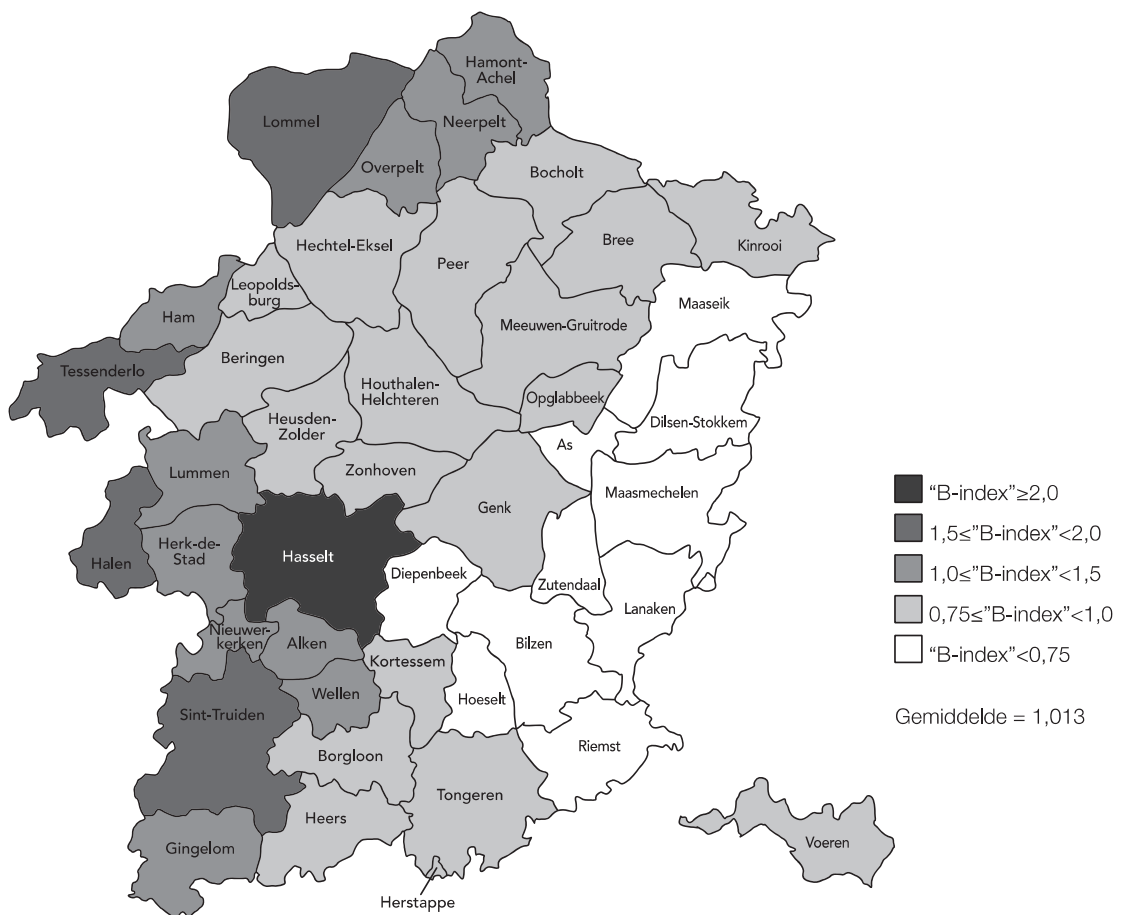 Hamont-
Achel
Lommel
Neerpelt
Overpelt
Bocholt
Bree
Kinrooi
Hechtel-Eksel
Peer
Leopolds-
burg
Maaseik
Ham
Meeuwen-Gruitrode
Beringen
Tessenderlo
Houthalen-
Helchteren
Opglabbeek
Heusden-
Zolder
Dilsen-Stokkem
As
Lummen
Zonhoven
Maasmechelen
Genk
Herk-de-
Stad
Halen
Hasselt
Diepenbeek
Zutendaal
Lanaken
Nieuwer-
kerken
Alken
Bilzen
Kortessem
Wellen
Hoeselt
Sint-Truiden
Riemst
Borgloon
Tongeren
Heers
Gingelom
Voeren
Herstappe
"B-index"≥2,0
1,5≤"B-index"<2,0
1,0≤"B-index"<1,5
0,75≤"B-index"<1,0
"B-index"<0,75
Gemiddelde = 1,013